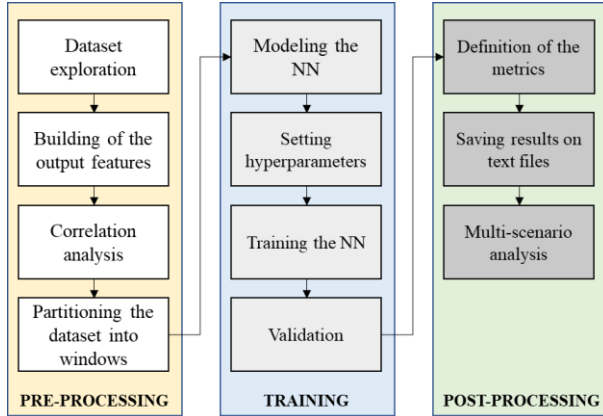 Dataset
exploration
Building of the
output features
Correlation
analysis
Partitioning the
dataset into
windows
PRE-PROCESSING
Modeling the
NN
Setting
hyperparameters
Training the NN
Validation
TRAINING
Definition of the
metrics
Saving results on
text files
Multi-scenario
analysis
POST-PROCESSING